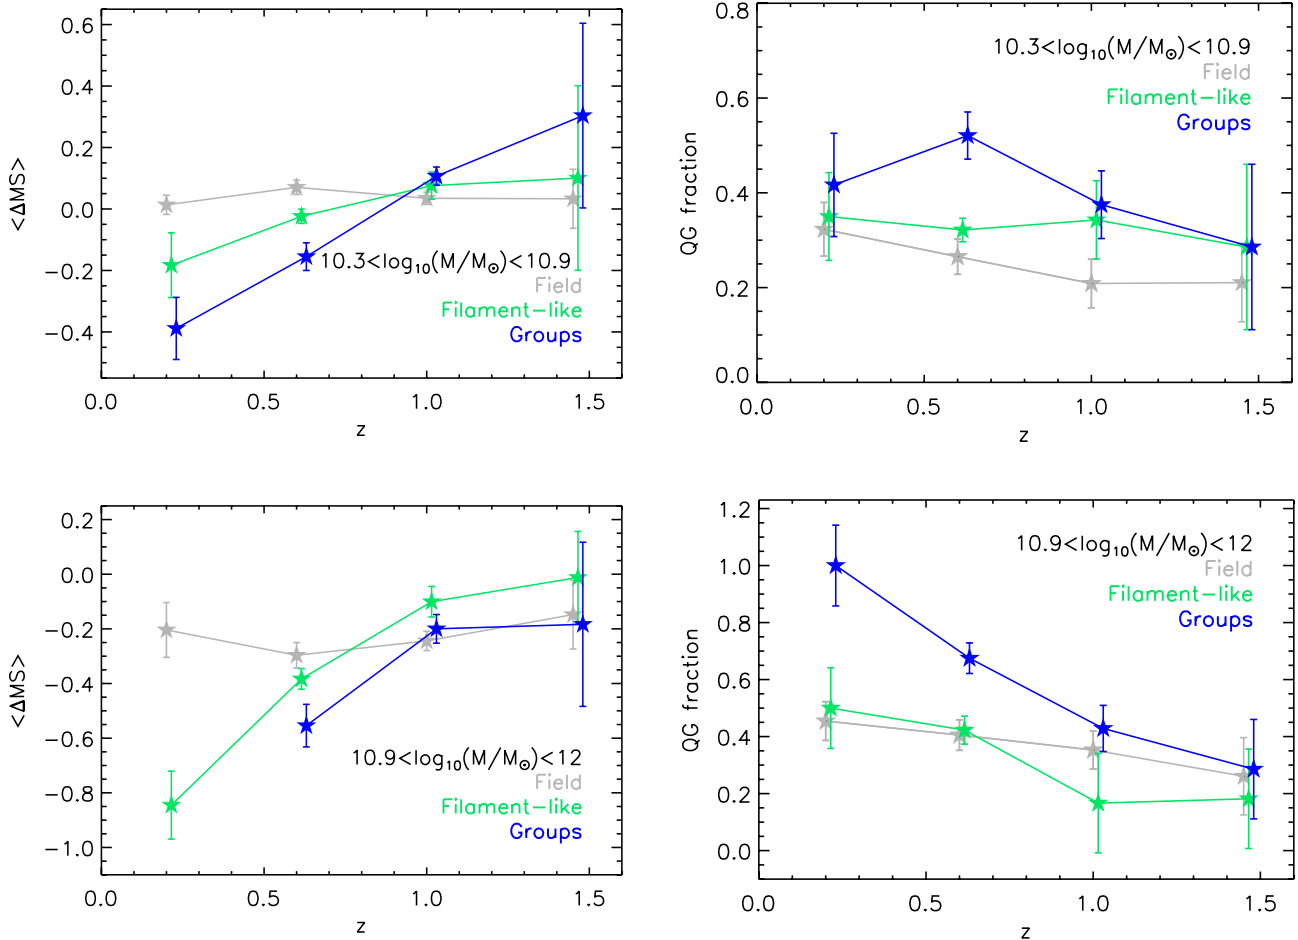 0.6
0.4
0.2
0.0
−0.2
−0.4
<ΔMS>
10.3<log₁₀(M/M⊙)<10.9
Field
Filament−like
Groups
0.0
0.5
1.0
1.5
z
0.8
0.6
0.4
0.2
0.0
QG fraction
10.3<log₁₀(M/M⊙)<10.9
Field
Filament−like
Groups
0.0
0.5
1.0
1.5
z
0.2
0.0
−0.2
−0.4
−0.6
−0.8
−1.0
<ΔMS>
10.9<log₁₀(M/M⊙)<12
Field
Filament−like
Groups
0.0
0.5
1.0
1.5
z
1.2
1.0
0.8
0.6
0.4
0.2
0.0
QG fraction
10.9<log₁₀(M/M⊙)<12
Field
Filament−like
Groups
0.0
0.5
1.0
1.5
z